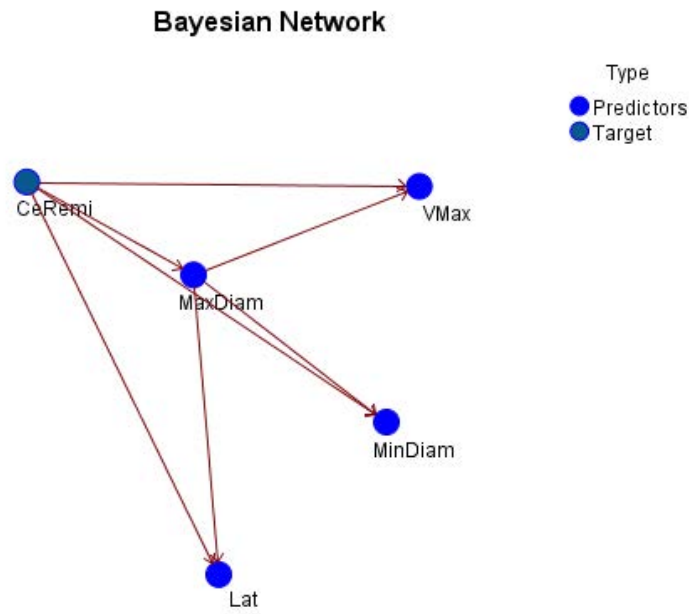 Bayesian Network
Type
Predictors
Target
CeRemi
VMax
MaxDiam
MinDiam
Lat